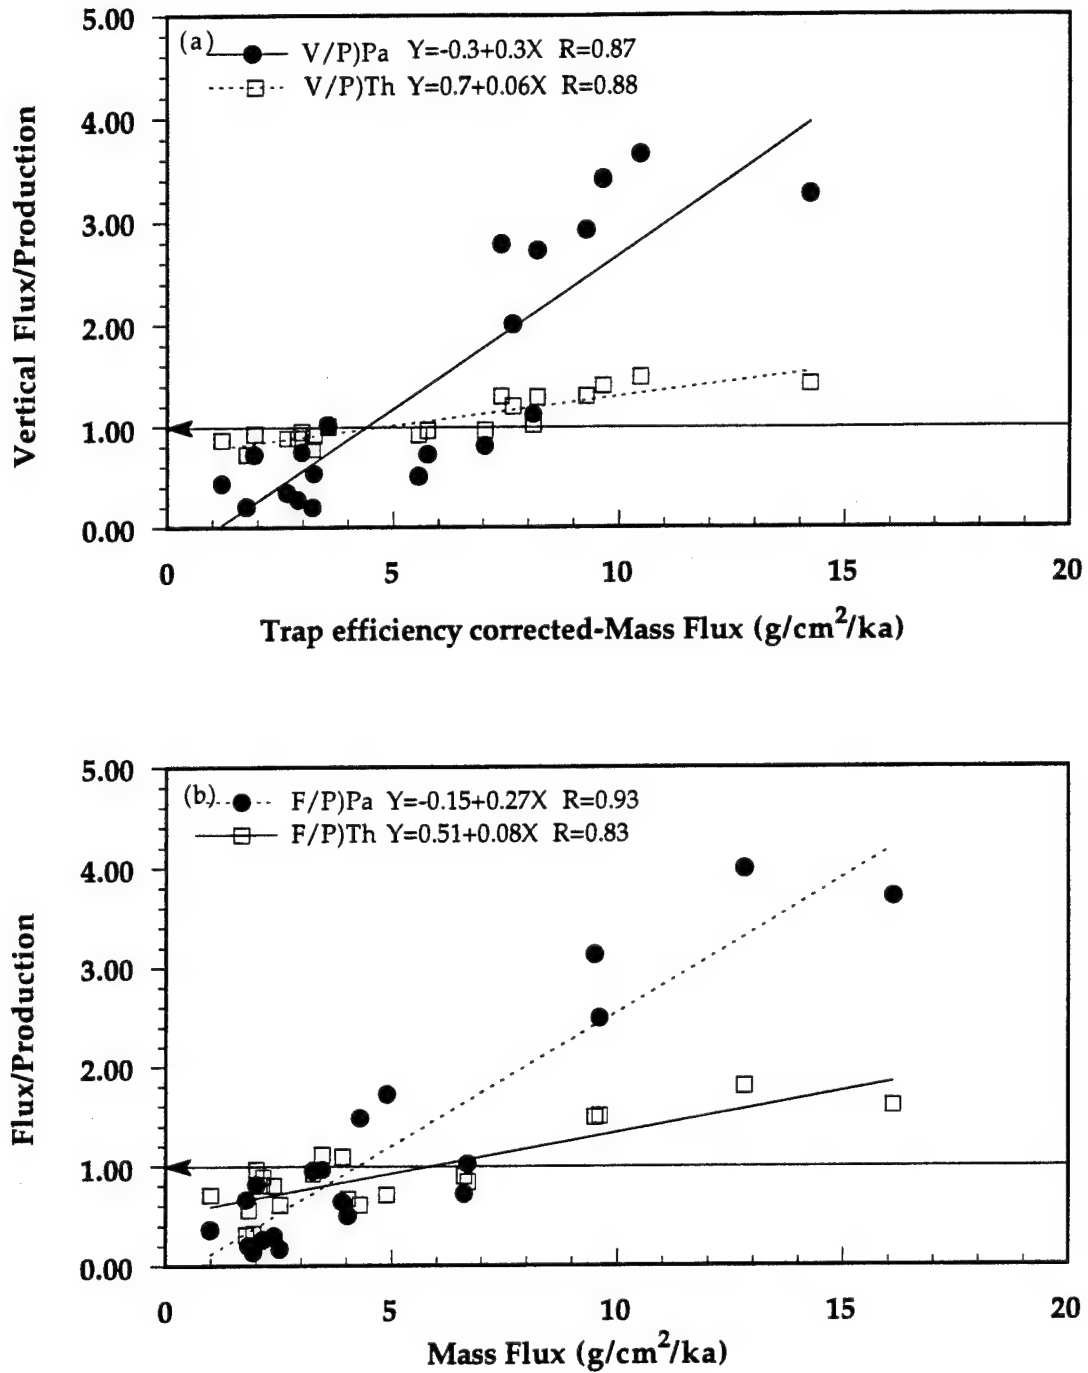 5.00
(a) V/P)Pa Y=-0.3+0.3X R=0.87
V/P)Th Y=0.7+0.06X R=0.88
4.00
3.00
2.00
1.00
0.00
Vertical Flux/Production
0 5 10 15 20
Trap efficiency corrected-Mass Flux (g/cm²/ka)
5.00
(b) F/P)Pa Y=-0.15+0.27X R=0.93
F/P)Th Y=0.51+0.08X R=0.83
4.00
3.00
2.00
1.00
0.00
Flux/Production
0 5 10 15 20
Mass Flux (g/cm²/ka)